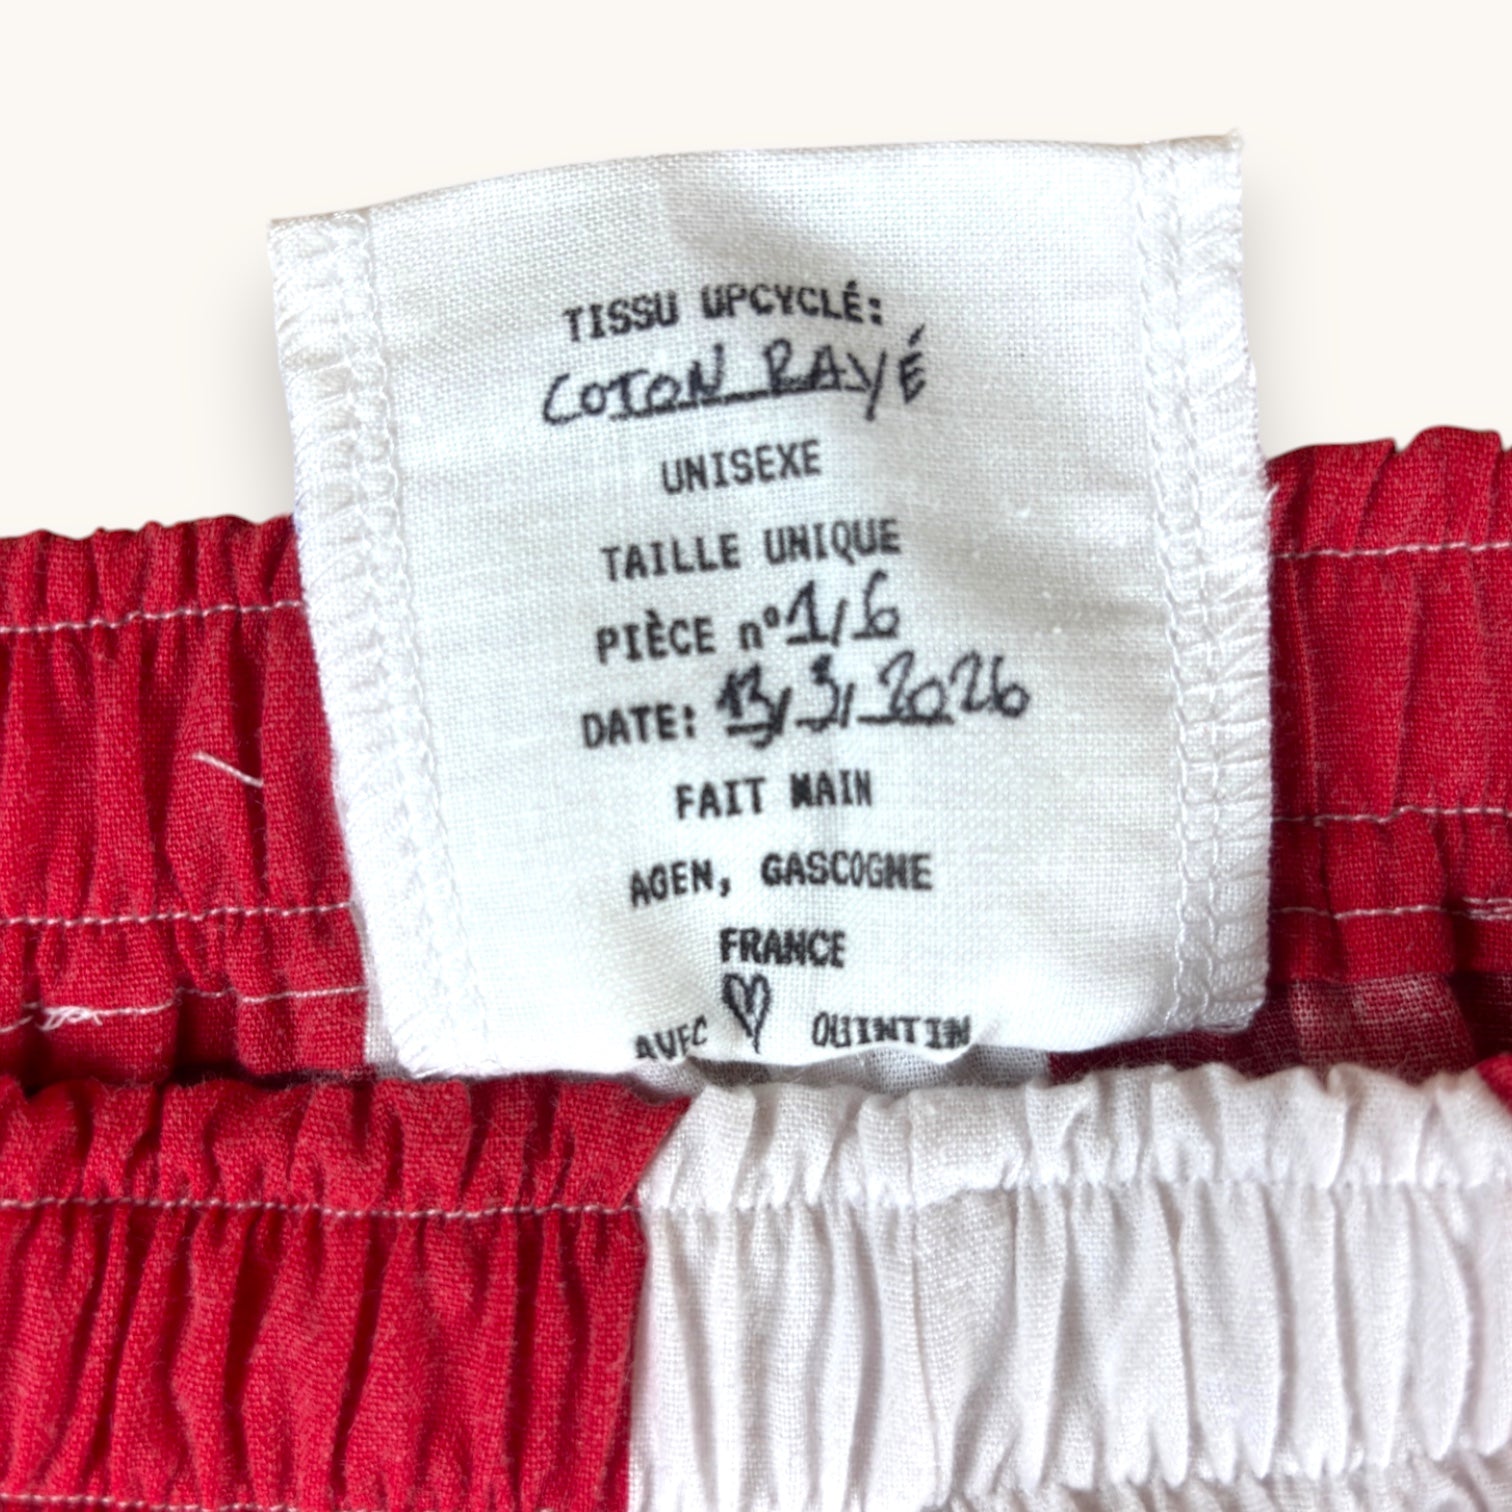 TISSU UPCYCLÉ:
COTON RAYÉ
UNISEXE
TAILLE UNIQUE
PIÈCE nº 1/6
DATE: 13/3/2026
FAIT MAIN
AGEN, GASCOGNE
FRANCE
AVEC ♡ QUINTIN